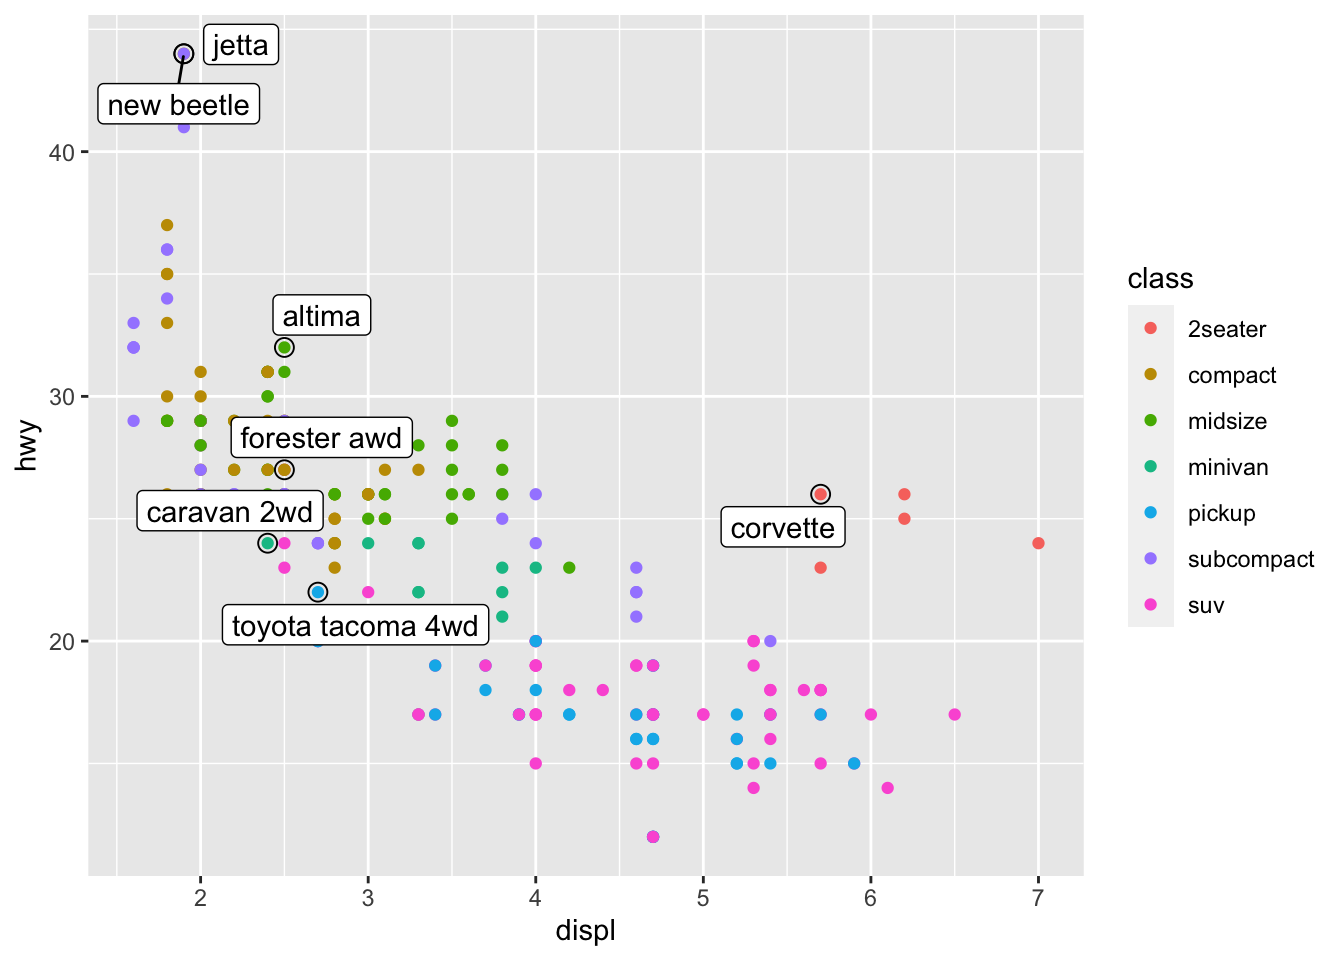 jetta
new beetle
altima
forester awd
caravan 2wd
corvette
toyota tacoma 4wd
40
30
20
hwy
2 3 4 5 6 7
displ
class
2seater
compact
midsize
minivan
pickup
subcompact
suv